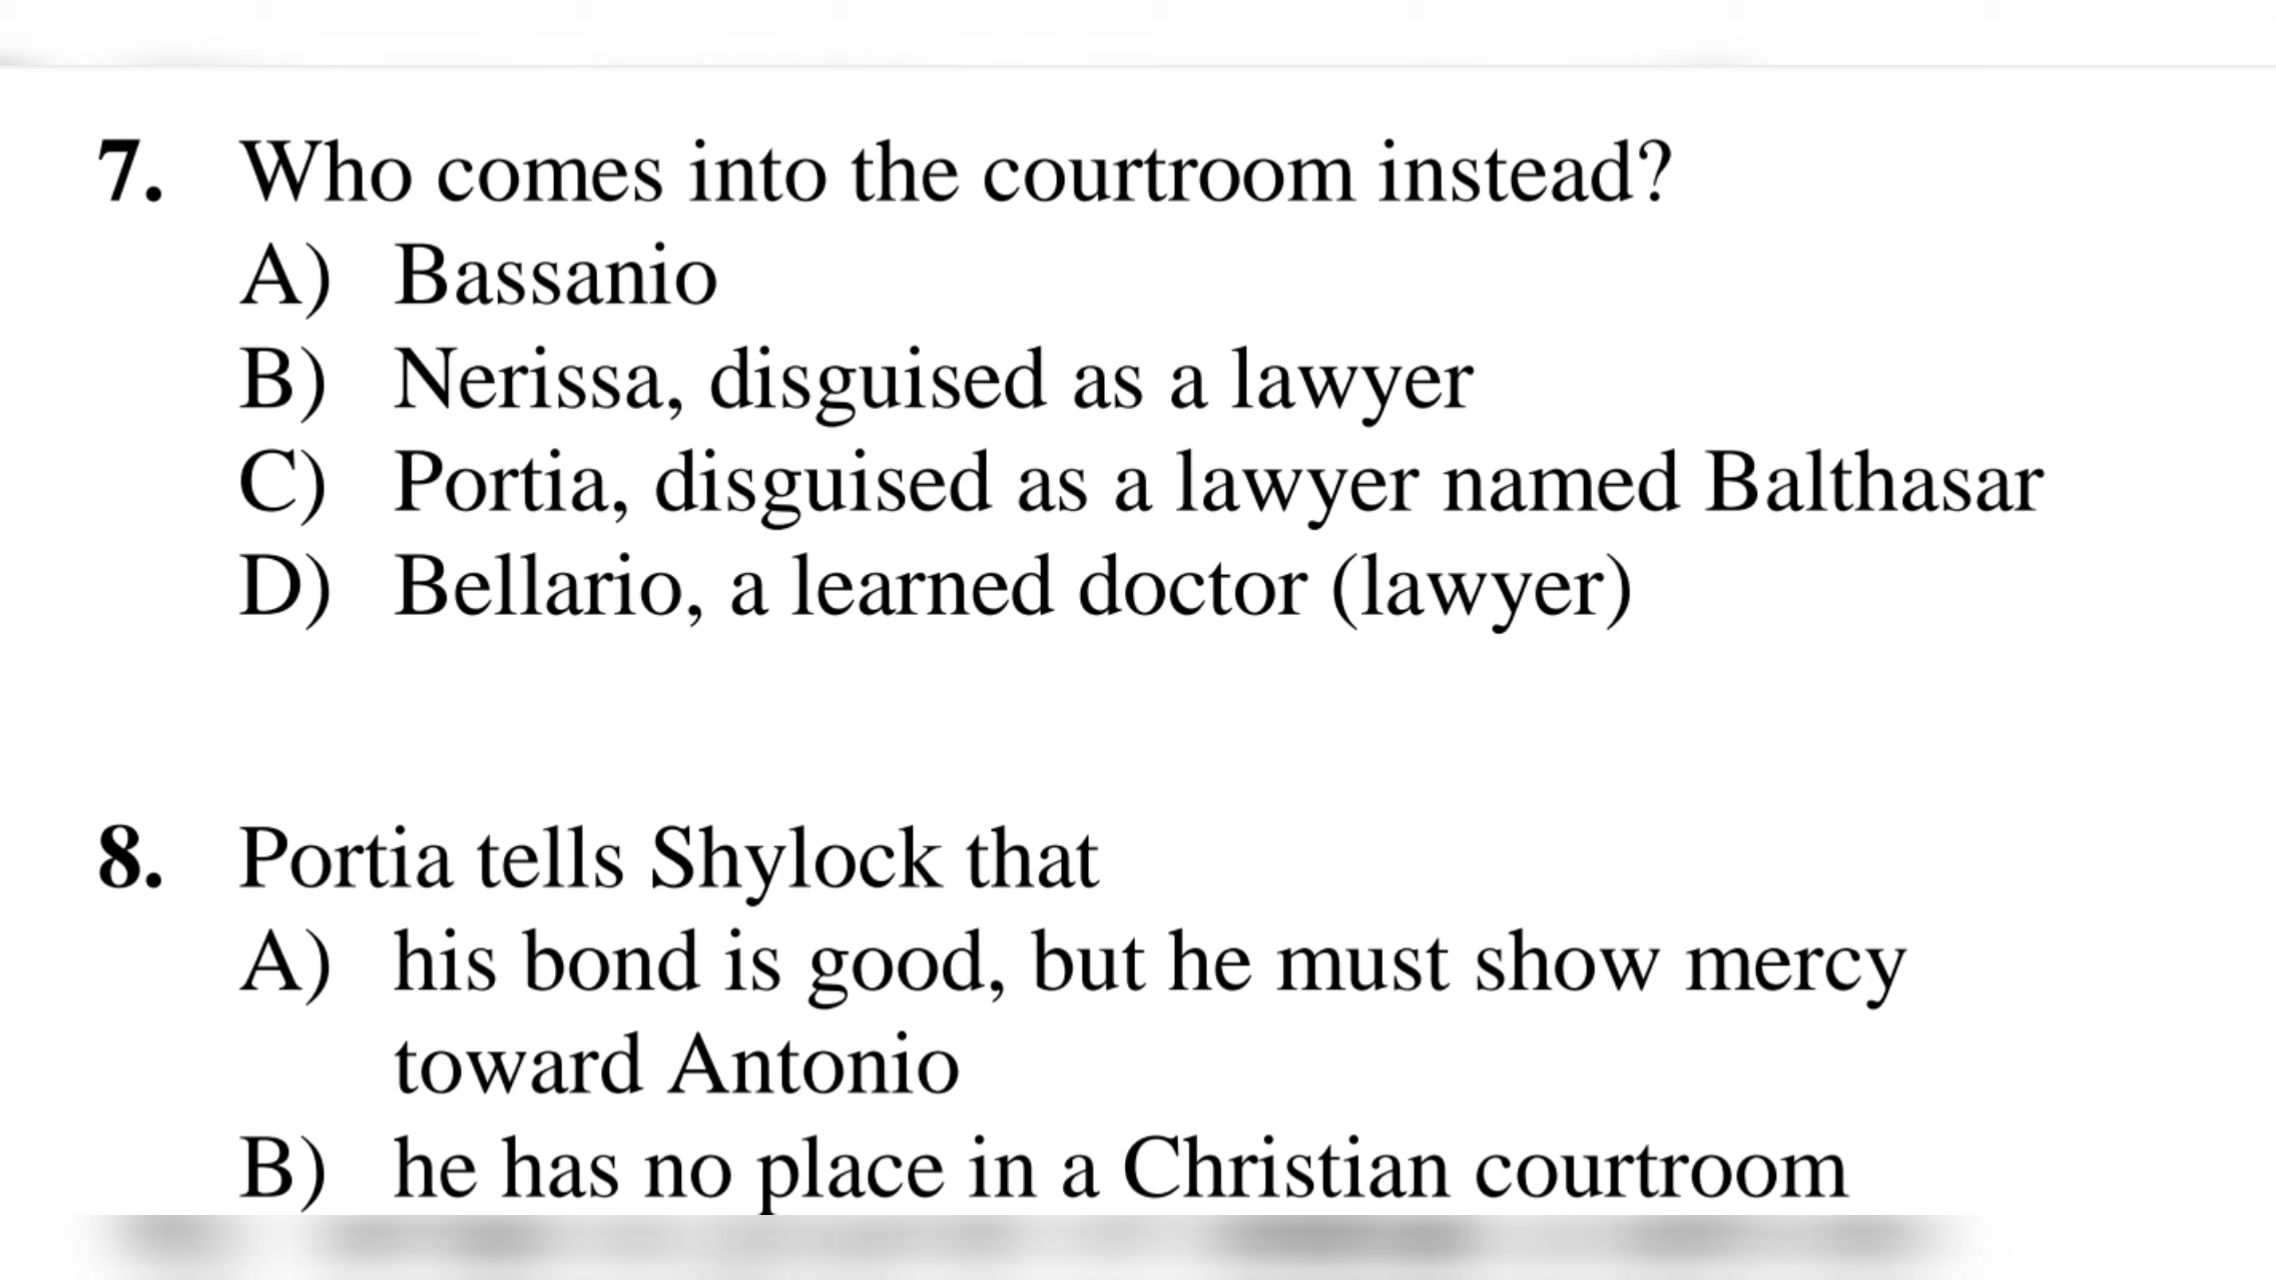 7. Who comes into the courtroom instead?
A) Bassanio
B) Nerissa, disguised as a lawyer
C) Portia, disguised as a lawyer named Balthasar
D) Bellario, a learned doctor (lawyer)
8. Portia tells Shylock that
A) his bond is good, but he must show mercy
toward Antonio
B) he has no place in a Christian courtroom